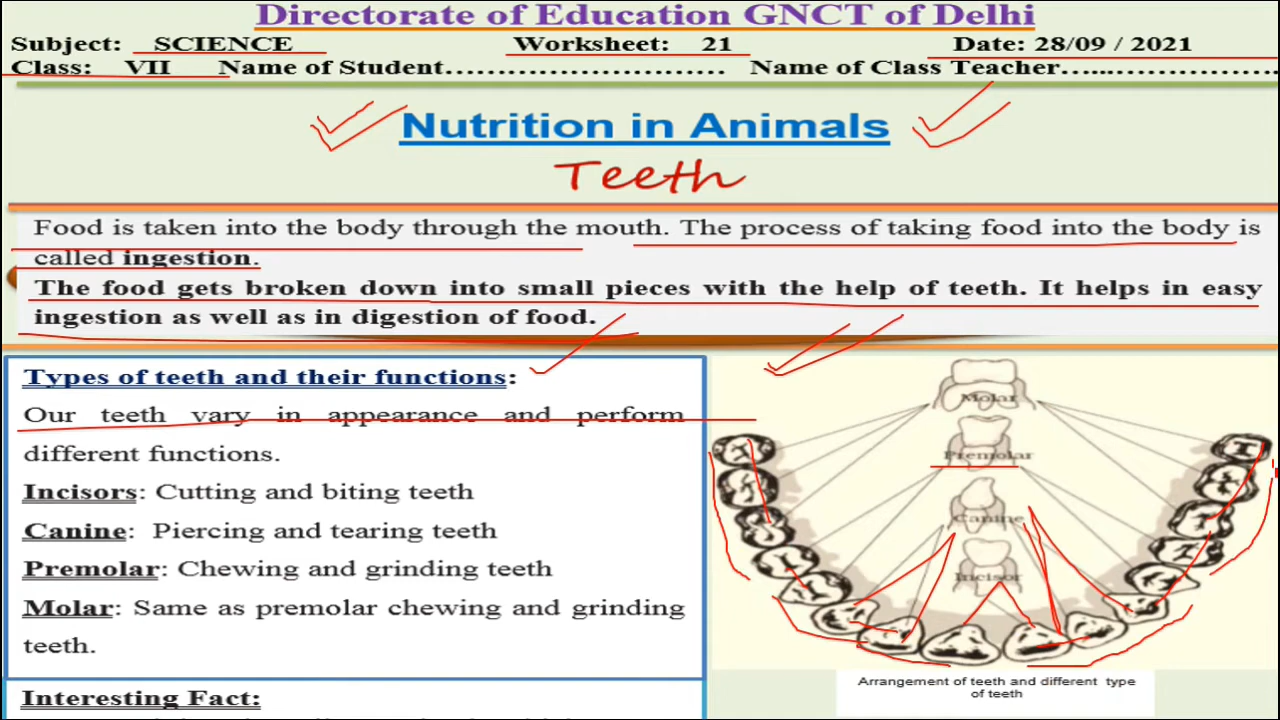 Directorate of Education GNCT of Delhi
Subject: SCIENCE Worksheet: 21 Date: 28/09 / 2021
Class: VII Name of Student………………………… Name of Class Teacher…...………………
Nutrition in Animals
Teeth
Food is taken into the body through the mouth. The process of taking food into the body is
called ingestion.
The food gets broken down into small pieces with the help of teeth. It helps in easy
ingestion as well as in digestion of food.
Types of teeth and their functions:
Our teeth vary in appearance and perform
different functions.
Incisors: Cutting and biting teeth
Canine: Piercing and tearing teeth
Premolar: Chewing and grinding teeth
Molar: Same as premolar chewing and grinding
teeth.
Interesting Fact:
Molar
Premolar
Canine
Incisor
Arrangement of teeth and different type
of teeth